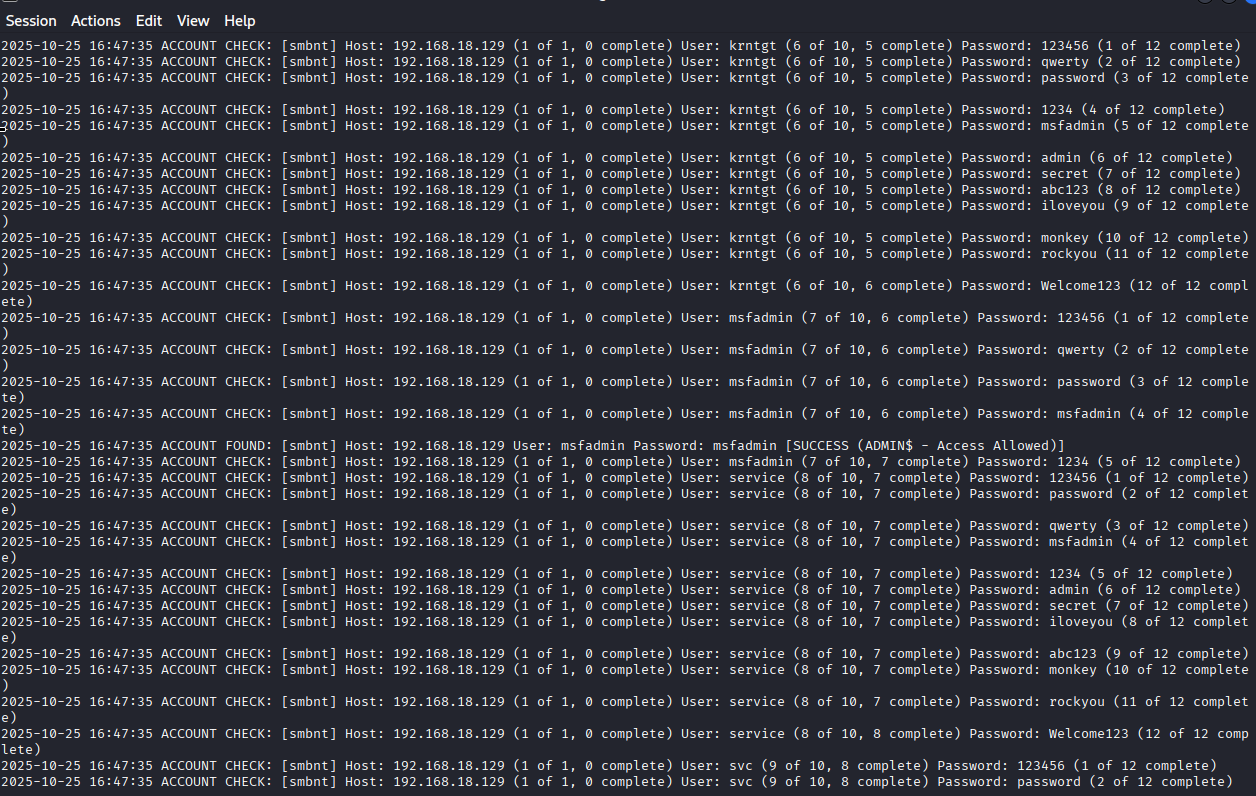 Session Actions Edit View Help
2025-10-25 16:47:35 ACCOUNT CHECK: [smbnt] Host: 192.168.18.129 (1 of 1, 0 complete) User: krntgt (6 of 10, 5 complete) Password: 123456 (1 of 12 complete)
2025-10-25 16:47:35 ACCOUNT CHECK: [smbnt] Host: 192.168.18.129 (1 of 1, 0 complete) User: krntgt (6 of 10, 5 complete) Password: qwerty (2 of 12 complete)
2025-10-25 16:47:35 ACCOUNT CHECK: [smbnt] Host: 192.168.18.129 (1 of 1, 0 complete) User: krntgt (6 of 10, 5 complete) Password: password (3 of 12 complete
)
2025-10-25 16:47:35 ACCOUNT CHECK: [smbnt] Host: 192.168.18.129 (1 of 1, 0 complete) User: krntgt (6 of 10, 5 complete) Password: 1234 (4 of 12 complete)
2025-10-25 16:47:35 ACCOUNT CHECK: [smbnt] Host: 192.168.18.129 (1 of 1, 0 complete) User: krntgt (6 of 10, 5 complete) Password: msfadmin (5 of 12 complete
)
2025-10-25 16:47:35 ACCOUNT CHECK: [smbnt] Host: 192.168.18.129 (1 of 1, 0 complete) User: krntgt (6 of 10, 5 complete) Password: admin (6 of 12 complete)
2025-10-25 16:47:35 ACCOUNT CHECK: [smbnt] Host: 192.168.18.129 (1 of 1, 0 complete) User: krntgt (6 of 10, 5 complete) Password: secret (7 of 12 complete)
2025-10-25 16:47:35 ACCOUNT CHECK: [smbnt] Host: 192.168.18.129 (1 of 1, 0 complete) User: krntgt (6 of 10, 5 complete) Password: abc123 (8 of 12 complete)
2025-10-25 16:47:35 ACCOUNT CHECK: [smbnt] Host: 192.168.18.129 (1 of 1, 0 complete) User: krntgt (6 of 10, 5 complete) Password: iloveyou (9 of 12 complete
)
2025-10-25 16:47:35 ACCOUNT CHECK: [smbnt] Host: 192.168.18.129 (1 of 1, 0 complete) User: krntgt (6 of 10, 5 complete) Password: monkey (10 of 12 complete)
2025-10-25 16:47:35 ACCOUNT CHECK: [smbnt] Host: 192.168.18.129 (1 of 1, 0 complete) User: krntgt (6 of 10, 5 complete) Password: rockyou (11 of 12 complete
)
2025-10-25 16:47:35 ACCOUNT CHECK: [smbnt] Host: 192.168.18.129 (1 of 1, 0 complete) User: krntgt (6 of 10, 6 complete) Password: Welcome123 (12 of 12 compl
ete)
2025-10-25 16:47:35 ACCOUNT CHECK: [smbnt] Host: 192.168.18.129 (1 of 1, 0 complete) User: msfadmin (7 of 10, 6 complete) Password: 123456 (1 of 12 complete
)
2025-10-25 16:47:35 ACCOUNT CHECK: [smbnt] Host: 192.168.18.129 (1 of 1, 0 complete) User: msfadmin (7 of 10, 6 complete) Password: qwerty (2 of 12 complete
)
2025-10-25 16:47:35 ACCOUNT CHECK: [smbnt] Host: 192.168.18.129 (1 of 1, 0 complete) User: msfadmin (7 of 10, 6 complete) Password: password (3 of 12 comple
te)
2025-10-25 16:47:35 ACCOUNT CHECK: [smbnt] Host: 192.168.18.129 (1 of 1, 0 complete) User: msfadmin (7 of 10, 6 complete) Password: msfadmin (4 of 12 comple
te)
2025-10-25 16:47:35 ACCOUNT FOUND: [smbnt] Host: 192.168.18.129 User: msfadmin Password: msfadmin [SUCCESS (ADMIN$ - Access Allowed)]
2025-10-25 16:47:35 ACCOUNT CHECK: [smbnt] Host: 192.168.18.129 (1 of 1, 0 complete) User: msfadmin (7 of 10, 7 complete) Password: 1234 (5 of 12 complete)
2025-10-25 16:47:35 ACCOUNT CHECK: [smbnt] Host: 192.168.18.129 (1 of 1, 0 complete) User: service (8 of 10, 7 complete) Password: 123456 (1 of 12 complete)
2025-10-25 16:47:35 ACCOUNT CHECK: [smbnt] Host: 192.168.18.129 (1 of 1, 0 complete) User: service (8 of 10, 7 complete) Password: password (2 of 12 complet
e)
2025-10-25 16:47:35 ACCOUNT CHECK: [smbnt] Host: 192.168.18.129 (1 of 1, 0 complete) User: service (8 of 10, 7 complete) Password: qwerty (3 of 12 complete)
2025-10-25 16:47:35 ACCOUNT CHECK: [smbnt] Host: 192.168.18.129 (1 of 1, 0 complete) User: service (8 of 10, 7 complete) Password: msfadmin (4 of 12 complet
e)
2025-10-25 16:47:35 ACCOUNT CHECK: [smbnt] Host: 192.168.18.129 (1 of 1, 0 complete) User: service (8 of 10, 7 complete) Password: 1234 (5 of 12 complete)
2025-10-25 16:47:35 ACCOUNT CHECK: [smbnt] Host: 192.168.18.129 (1 of 1, 0 complete) User: service (8 of 10, 7 complete) Password: admin (6 of 12 complete)
2025-10-25 16:47:35 ACCOUNT CHECK: [smbnt] Host: 192.168.18.129 (1 of 1, 0 complete) User: service (8 of 10, 7 complete) Password: secret (7 of 12 complete)
2025-10-25 16:47:35 ACCOUNT CHECK: [smbnt] Host: 192.168.18.129 (1 of 1, 0 complete) User: service (8 of 10, 7 complete) Password: iloveyou (8 of 12 complet
e)
2025-10-25 16:47:35 ACCOUNT CHECK: [smbnt] Host: 192.168.18.129 (1 of 1, 0 complete) User: service (8 of 10, 7 complete) Password: abc123 (9 of 12 complete)
2025-10-25 16:47:35 ACCOUNT CHECK: [smbnt] Host: 192.168.18.129 (1 of 1, 0 complete) User: service (8 of 10, 7 complete) Password: monkey (10 of 12 complete
)
2025-10-25 16:47:35 ACCOUNT CHECK: [smbnt] Host: 192.168.18.129 (1 of 1, 0 complete) User: service (8 of 10, 7 complete) Password: rockyou (11 of 12 complet
e)
2025-10-25 16:47:35 ACCOUNT CHECK: [smbnt] Host: 192.168.18.129 (1 of 1, 0 complete) User: service (8 of 10, 8 complete) Password: Welcome123 (12 of 12 comp
lete)
2025-10-25 16:47:35 ACCOUNT CHECK: [smbnt] Host: 192.168.18.129 (1 of 1, 0 complete) User: svc (9 of 10, 8 complete) Password: 123456 (1 of 12 complete)
2025-10-25 16:47:35 ACCOUNT CHECK: [smbnt] Host: 192.168.18.129 (1 of 1, 0 complete) User: svc (9 of 10, 8 complete) Password: password (2 of 12 complete)